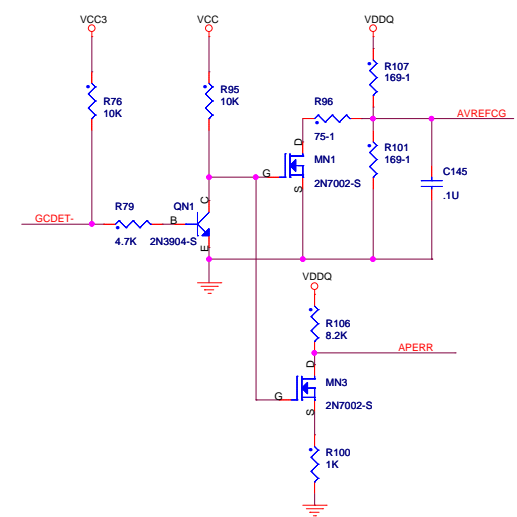 VCC3
VCC
VDDQ
R76
10K
R95
10K
R107
169-1
R96
75-1
AVREFCG
D
G
S
MN1
2N7002-S
R101
169-1
C145
.1U
GCDET-
R79
4.7K
QN1
C
B
E
2N3904-S
VDDQ
R106
8.2K
APERR
D
G
S
MN3
2N7002-S
R100
1K